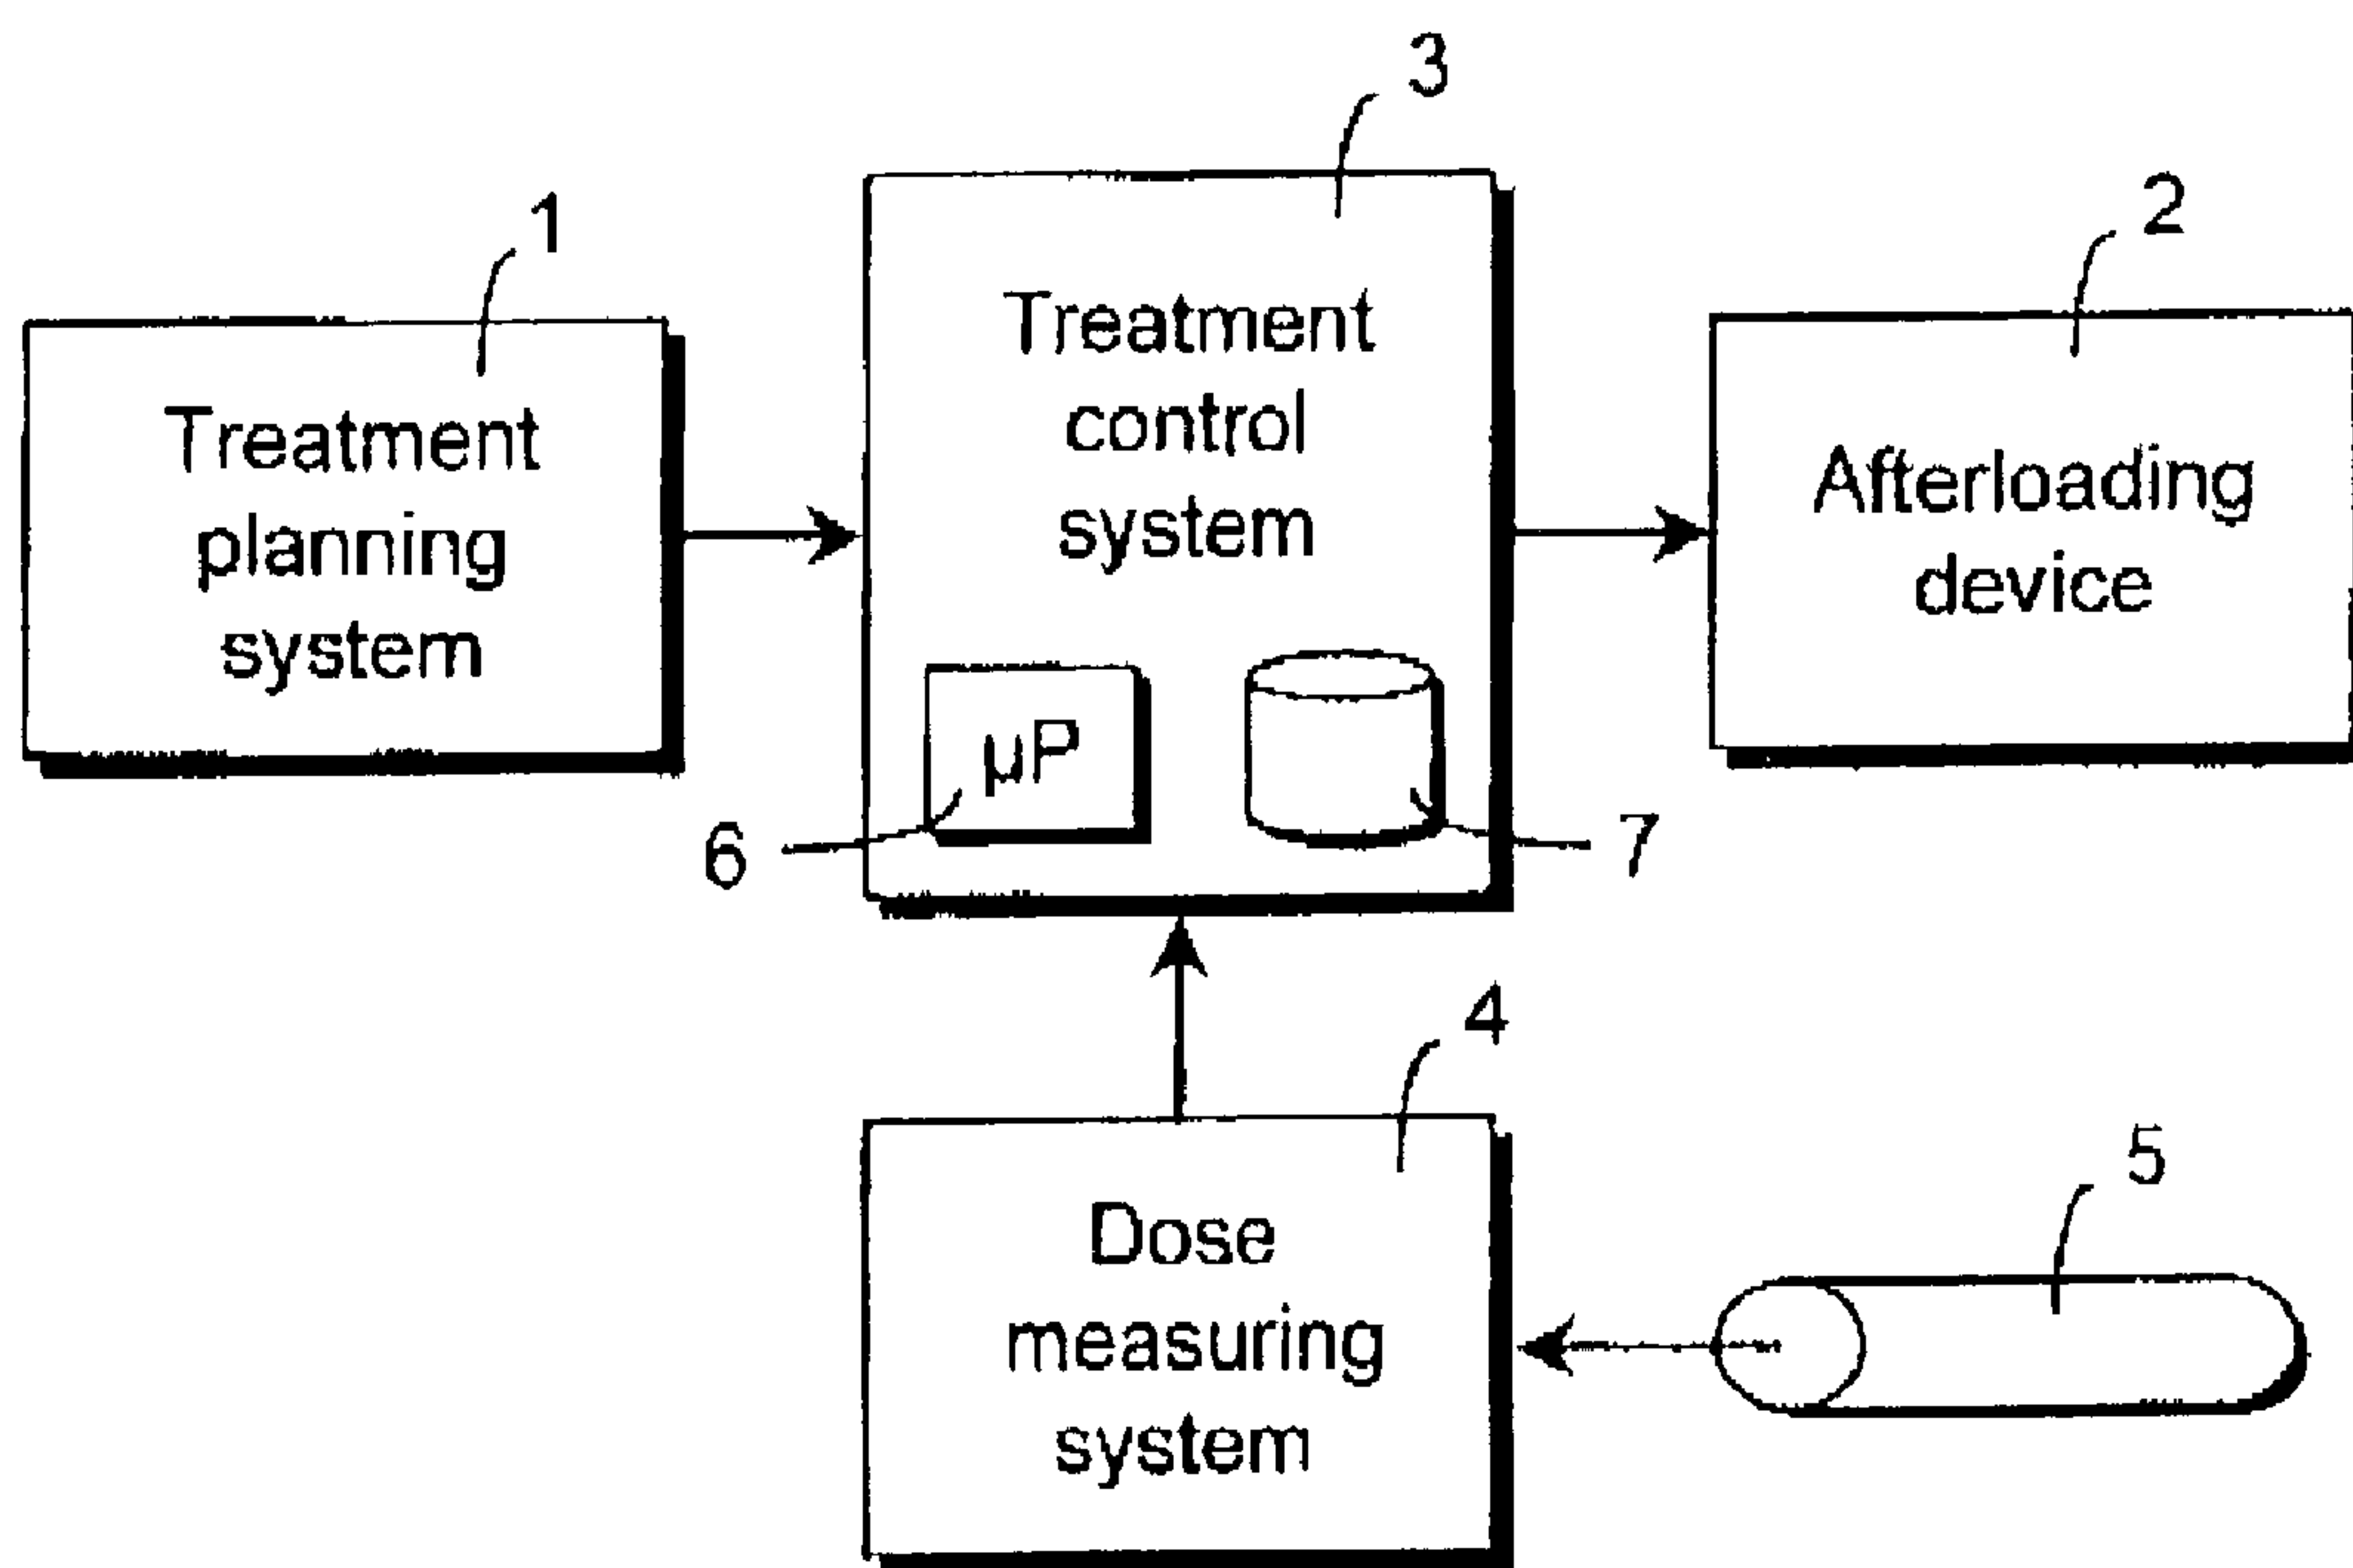 3
1
2
Treatment
planning
system
Treatment
control
system
Afterloading
device
µP
6
7
4
5
Dose
measuring
system